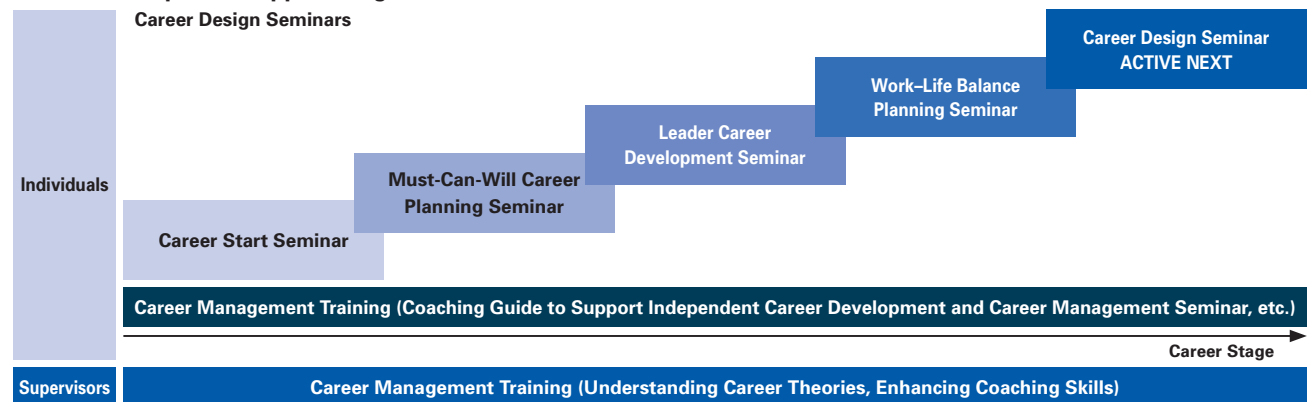 Career Design Seminars
Career Design Seminar
ACTIVE NEXT
Work–Life Balance
Planning Seminar
Leader Career
Development Seminar
Must-Can-Will Career
Planning Seminar
Career Start Seminar
Individuals
Career Management Training (Coaching Guide to Support Independent Career Development and Career Management Seminar, etc.)
Career Stage
Supervisors
Career Management Training (Understanding Career Theories, Enhancing Coaching Skills)